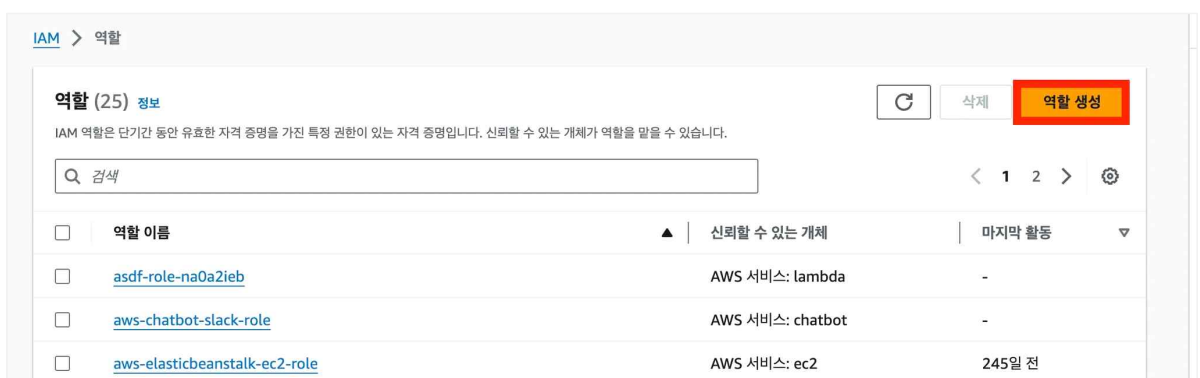 IAM > 역할
역할 (25) 정보
삭제
역할 생성
IAM 역할은 단기간 동안 유효한 자격 증명을 가진 특정 권한이 있는 자격 증명입니다. 신뢰할 수 있는 개체가 역할을 맡을 수 있습니다.
검색
< 1 2 >
역할 이름 ▲ 신뢰할 수 있는 개체 마지막 활동 ▽
asdf-role-na0a2ieb AWS 서비스: lambda -
aws-chatbot-slack-role AWS 서비스: chatbot -
aws-elasticbeanstalk-ec2-role AWS 서비스: ec2 245일 전